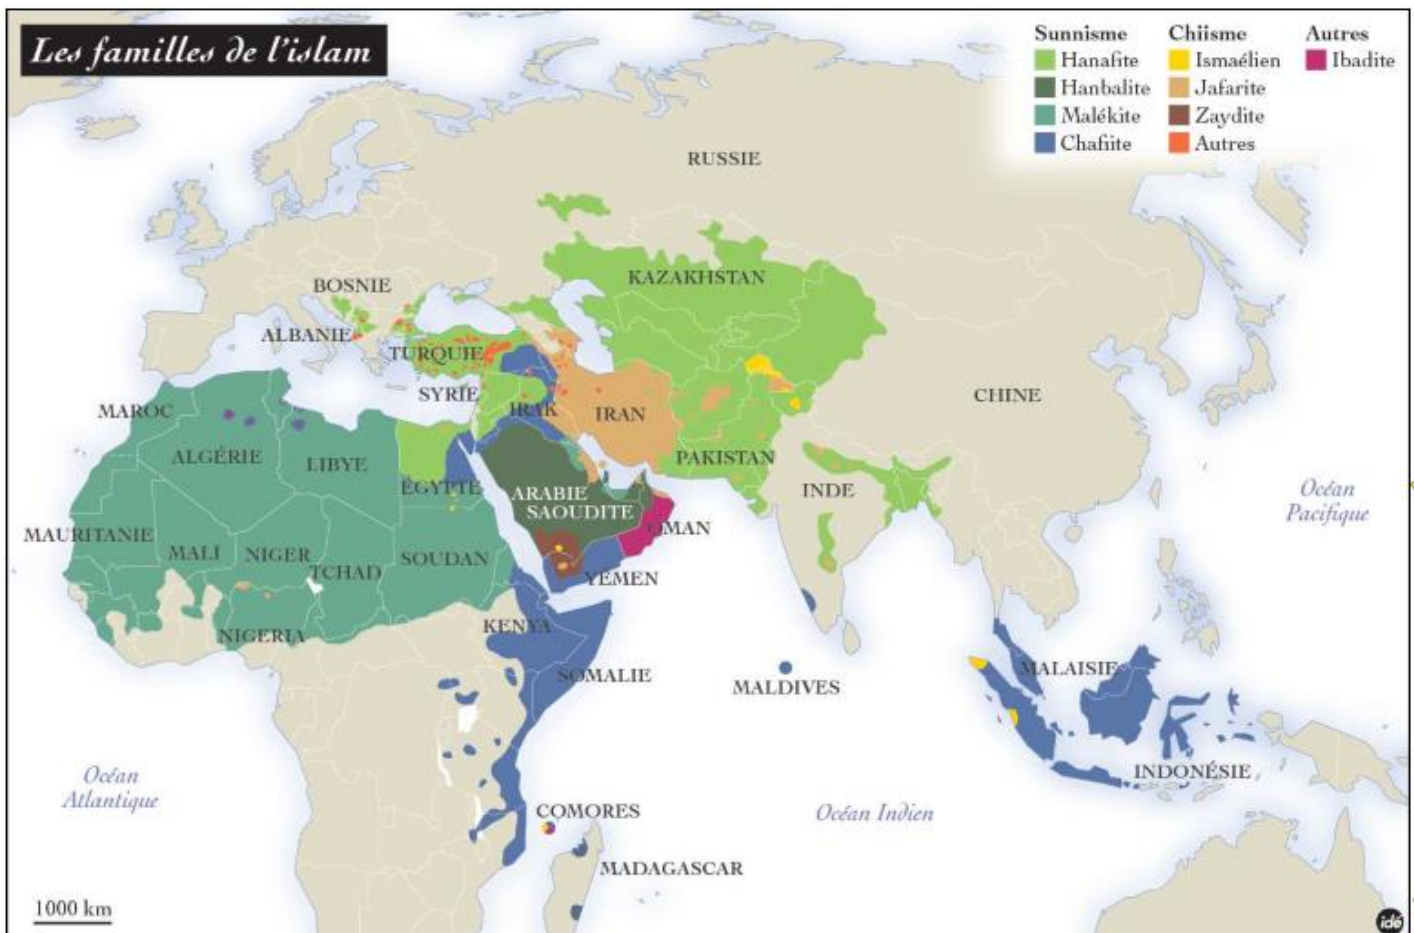 Les familles de l'islam
Sunnisme
Hanafite
Hanbalite
Malékite
Chafiite
Chiisme
Ismaélien
Jafarite
Zaydite
Autres
Autres
Ibadite
RUSSIE
KAZAKHSTAN
BOSNIE
ALBANIE
TURQUIE
SYRIE
IRAK
IRAN
CHINE
MAROC
ALGÉRIE
LIBYE
ÉGYPTE
PAKISTAN
INDE
ARABIE
SAOUDITE
OMAN
Océan
Pacifique
MAURITANIE
MALI
NIGER
TCHAD
SOUDAN
YEMEN
NIGERIA
KENYA
SOMALIE
MALDIVES
MALAISIE
INDONÉSIE
Océan
Atlantique
COMORES
Océan Indien
MADAGASCAR
1000 km
idé